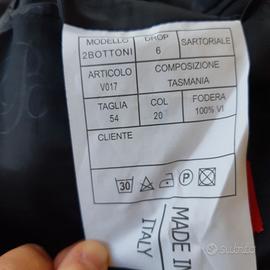 MODELLO DROP SARTORIALE
2BOTTONI 6
ARTICOLO COMPOSIZIONE
V017 TASMANIA
TAGLIA COL FODERA
54 20 100% VI
CLIENTE
30
MADE IN
ITALY
subito